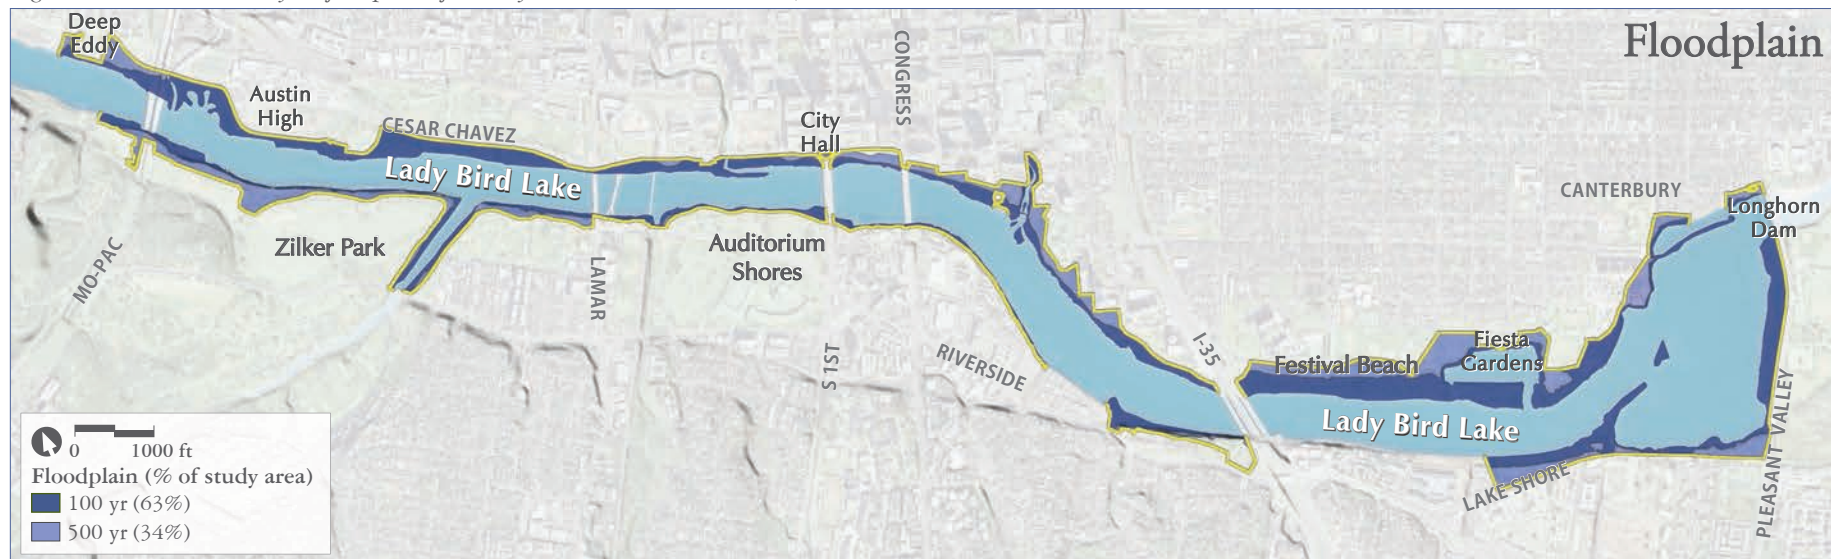 Floodplain
Deep
Eddy
Austin
High
CESAR CHAVEZ
City
Hall
CONGRESS
Lady Bird Lake
Zilker Park
MO-PAC
LAMAR
Auditorium
Shores
S 1ST
RIVERSIDE
I-35
Festival Beach
Fiesta
Gardens
CANTERBURY
Longhorn
Dam
Lady Bird Lake
LAKE SHORE
PLEASANT VALLEY
0 1000 ft
Floodplain (% of study area)
100 yr (63%)
500 yr (34%)